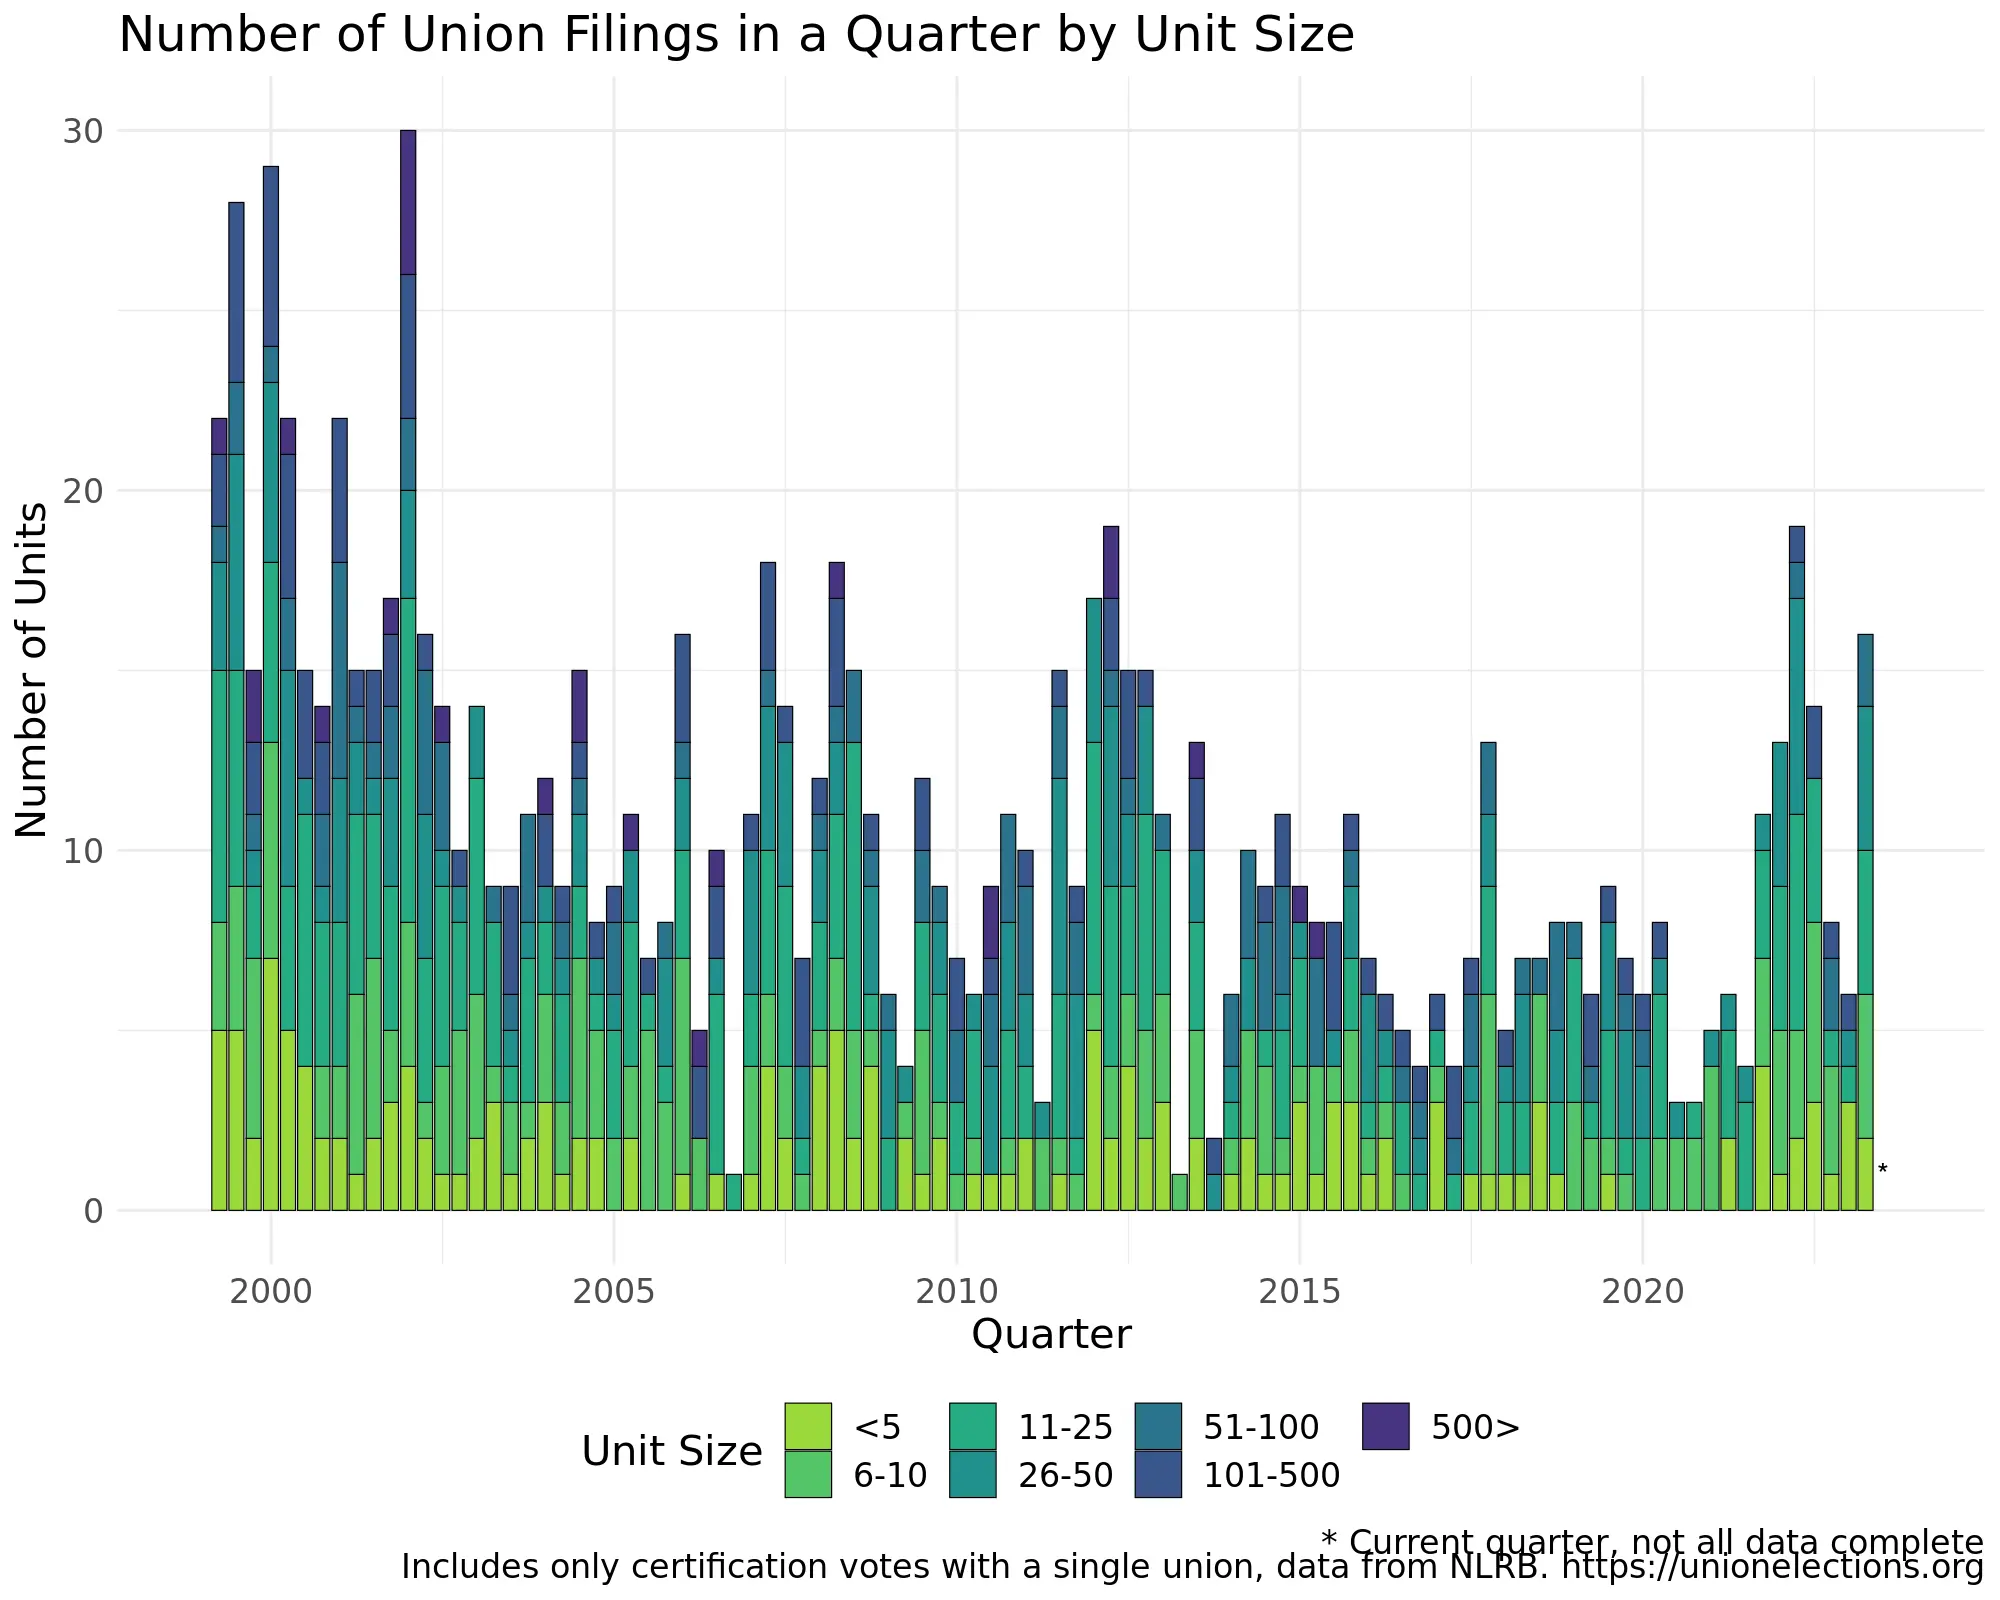 Number of Union Filings in a Quarter by Unit Size
Number of Units
30
20
10
0
*
2000 2005 2010 2015 2020
Quarter
Unit Size
<5 11-25 51-100 500>
6-10 26-50 101-500
* Current quarter, not all data complete
Includes only certification votes with a single union, data from NLRB. https://unionelections.org